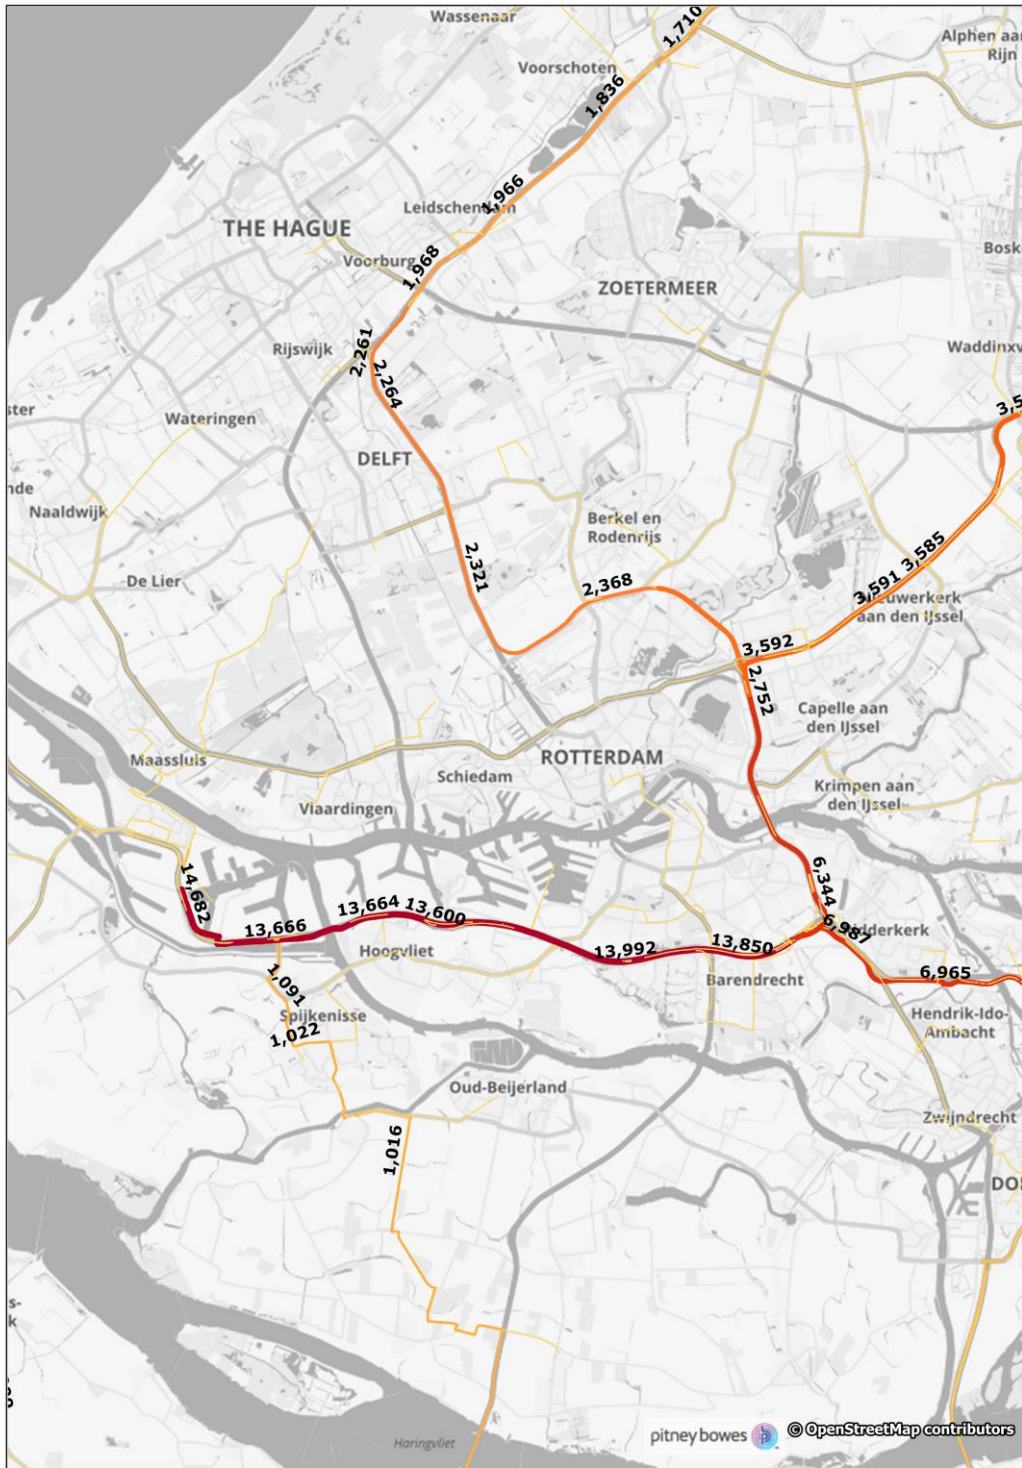 Wassenaar
1,710
Alphen aa
Rijn
Voorschoten
1,836
1,966
Leidschendam
THE HAGUE
Voorburg
1,968
Bosk
ZOETERMEER
2,261
Rijswijk
Waddinxv
2,264
3,5
ster
Wateringen
DELFT
nde
Naaldwijk
Berkel en
Rodenrijs
2,321
De Lier
2,368
3,585
3,591
Nieuwerkerk
aan den IJssel
3,592
2,752
Capelle aan
den IJssel
Maassluis
ROTTERDAM
Schiedam
Vlaardingen
Krimpen aan
den IJssel
14,682
6,344
13,664
13,600
13,666
6,987
Ridderkerk
Hoogvliet
13,992
13,850
6,965
Barendrecht
1,091
Spijkenisse
Hendrik-Ido-
Ambacht
1,022
Oud-Beijerland
Zwijndrecht
1,016
DO
s-
k
Haringvliet
pitney bowes
© OpenStreetMap contributors